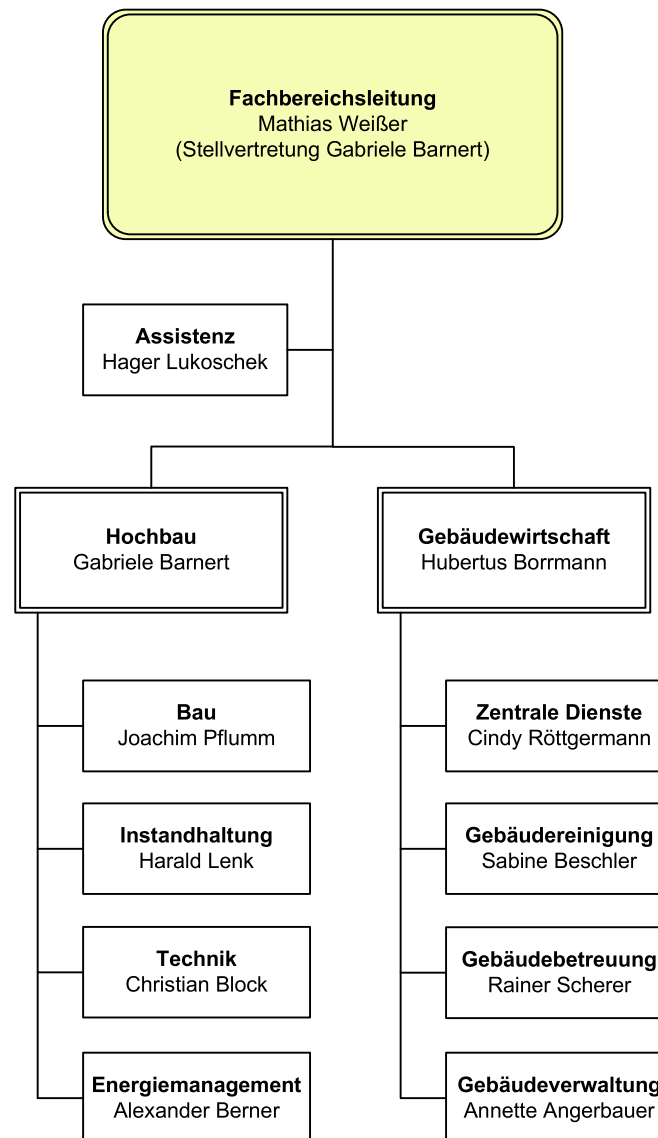 Fachbereichsleitung
Mathias Weißer
(Stellvertretung Gabriele Barnert)
Assistenz
Hager Lukoschek
Hochbau
Gabriele Barnert
Gebäudewirtschaft
Hubertus Borrmann
Bau
Joachim Pflumm
Zentrale Dienste
Cindy Röttgermann
Instandhaltung
Harald Lenk
Gebäudereinigung
Sabine Beschler
Technik
Christian Block
Gebäudebetreuung
Rainer Scherer
Energiemanagement
Alexander Berner
Gebäudeverwaltung
Annette Angerbauer